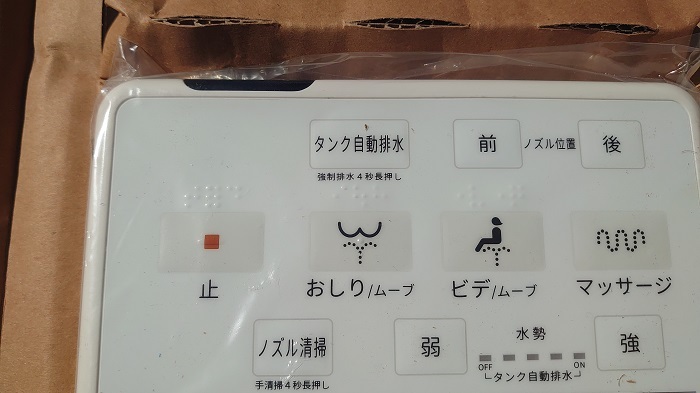 タンク自動排水
強制排水4秒長押し
前 ノズル位置 後
止
おしり/ムーブ
ビデ/ムーブ
マッサージ
ノズル清掃
手清掃4秒長押し
弱
水勢
強
OFF ON
タンク自動排水